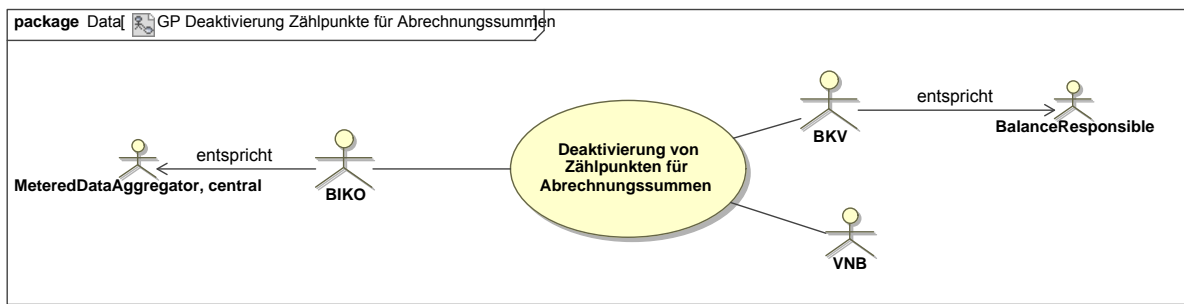 package Data[ GP Deaktivierung Zählpunkte für Abrechnungssummen]
entspricht
BKV
BalanceResponsible
Deaktivierung von
Zählpunkten für
Abrechnungssummen
entspricht
MeteredDataAggregator, central
BIKO
VNB